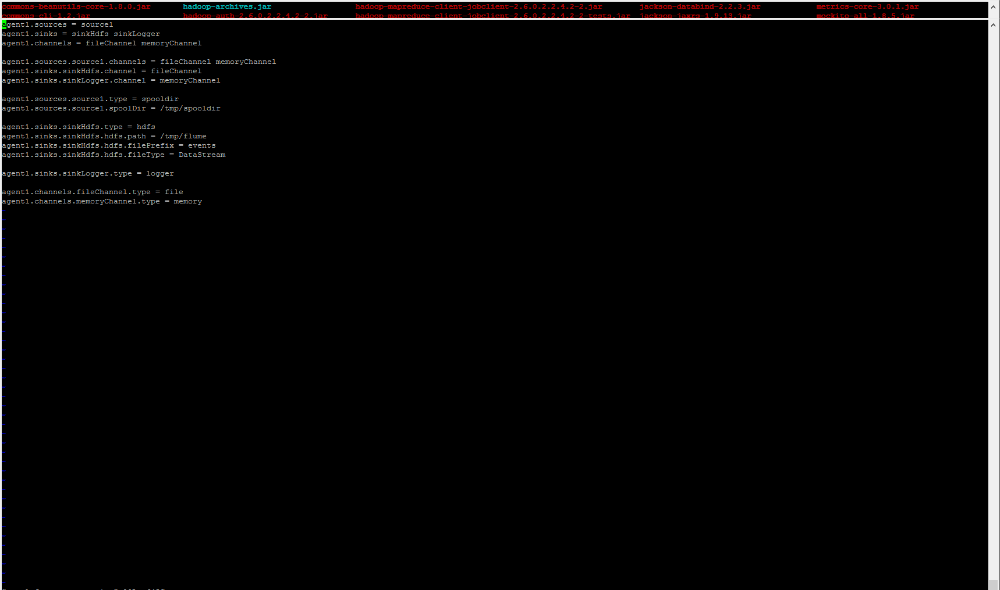 commons-beanutils-core-1.8.0.jar hadoop-archives.jar hadoop-mapreduce-client-jobclient-2.6.0.2.2.4.2-2.jar jackson-databind-2.2.3.jar metrics-core-3.0.1.jar
commons-cli-1.2.jar hadoop-auth-2.6.0.2.2.4.2-2.jar hadoop-mapreduce-client-jobclient-2.6.0.2.2.4.2-2-tests.jar jackson-jaxrs-1.9.13.jar mockito-all-1.8.5.jar
agent1.sources = source1
agent1.sinks = sinkHdfs sinkLogger
agent1.channels = fileChannel memoryChannel
agent1.sources.source1.channels = fileChannel memoryChannel
agent1.sinks.sinkHdfs.channel = fileChannel
agent1.sinks.sinkLogger.channel = memoryChannel
agent1.sources.source1.type = spooldir
agent1.sources.source1.spoolDir = /tmp/spooldir
agent1.sinks.sinkHdfs.type = hdfs
agent1.sinks.sinkHdfs.hdfs.path = /tmp/flume
agent1.sinks.sinkHdfs.hdfs.filePrefix = events
agent1.sinks.sinkHdfs.hdfs.fileType = DataStream
agent1.sinks.sinkLogger.type = logger
agent1.channels.fileChannel.type = file
agent1.channels.memoryChannel.type = memory